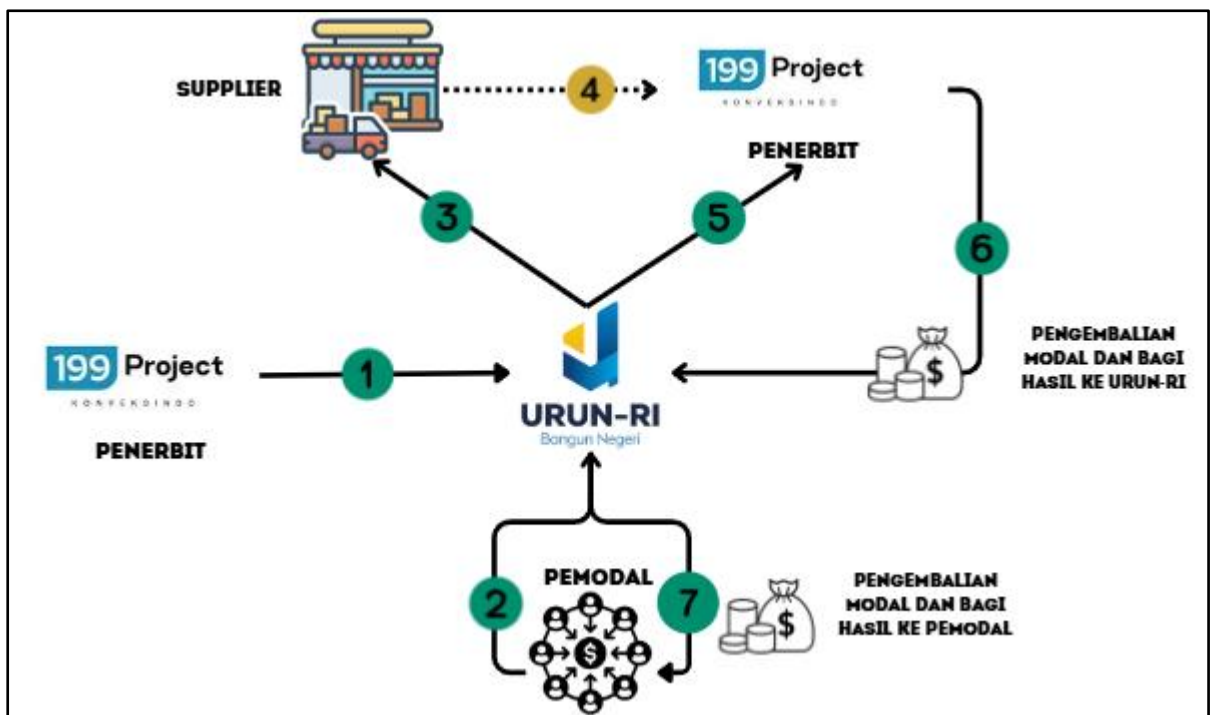 SUPPLIER
4
199 Project
KONVEKSINDO
PENERBIT
3
5
6
199 Project
KONVEKSINDO
PENERBIT
1
URUN-RI
Bangun Negeri
$
PENGEMBALIAN
MODAL DAN BAGI
HASIL KE URUN-RI
2
PEMODAL
$
7
$
PENGEMBALIAN
MODAL DAN BAGI
HASIL KE PEMODAL